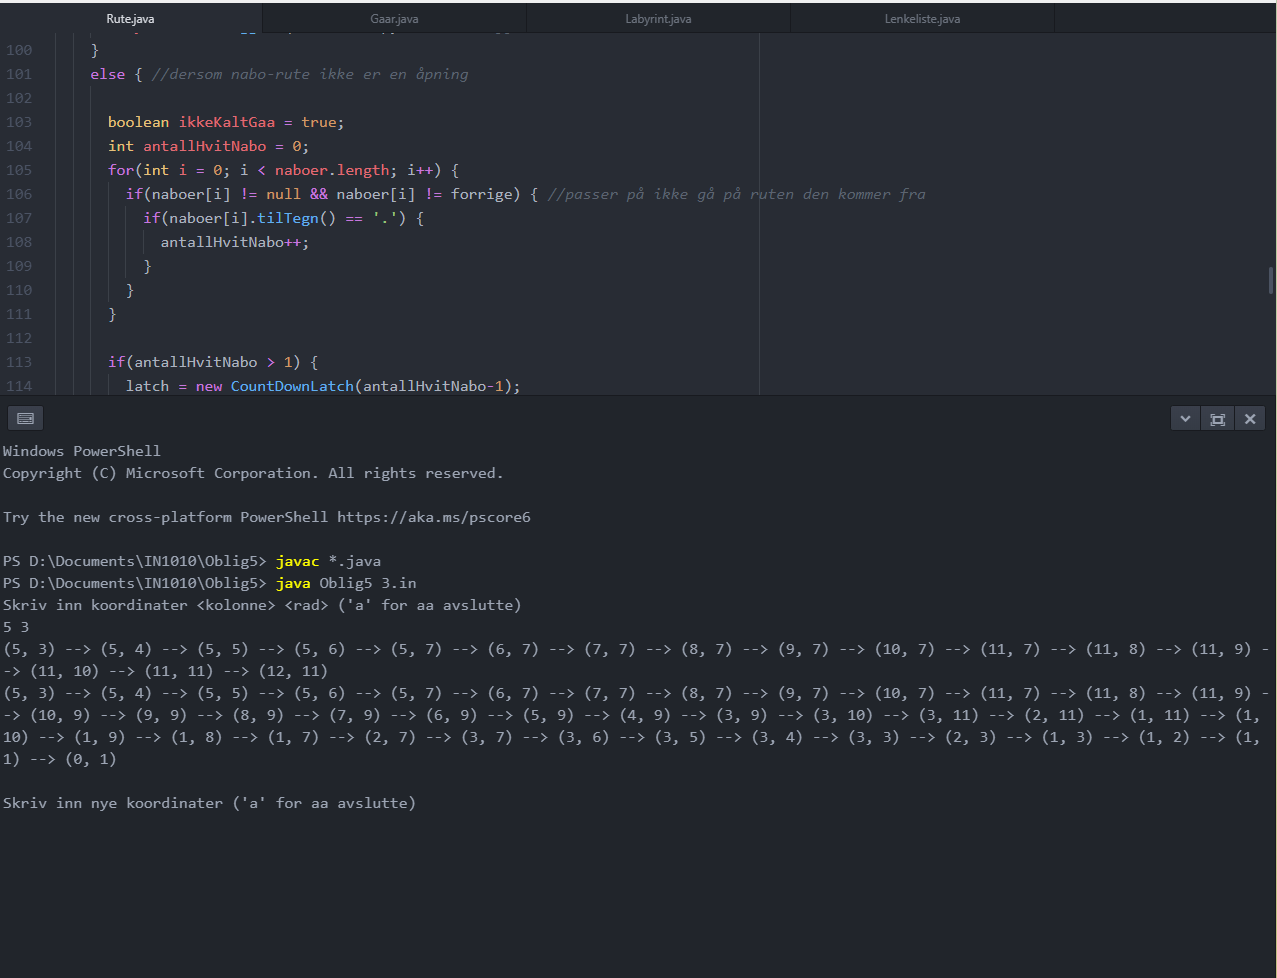 Rute.java Gaar.java Labyrint.java Lenkeliste.java
100 }
101 else { //dersom nabo-rute ikke er en åpning
102
103 boolean ikkeKaltGaa = true;
104 int antallHvitNabo = 0;
105 for(int i = 0; i < naboer.length; i++) {
106 if(naboer[i] != null && naboer[i] != forrige) { //passer på ikke gå på ruten den kommer fra
107 if(naboer[i].tilTegn() == '.') {
108 antallHvitNabo++;
109 }
110 }
111 }
112
113 if(antallHvitNabo > 1) {
114 latch = new CountDownLatch(antallHvitNabo-1);
Windows PowerShell
Copyright (C) Microsoft Corporation. All rights reserved.
Try the new cross-platform PowerShell https://aka.ms/pscore6
PS D:\Documents\IN1010\Oblig5> javac *.java
PS D:\Documents\IN1010\Oblig5> java Oblig5 3.in
Skriv inn koordinater <kolonne> <rad> ('a' for aa avslutte)
5 3
(5, 3) --> (5, 4) --> (5, 5) --> (5, 6) --> (5, 7) --> (6, 7) --> (7, 7) --> (8, 7) --> (9, 7) --> (10, 7) --> (11, 7) --> (11, 8) --> (11, 9) -
-> (11, 10) --> (11, 11) --> (12, 11)
(5, 3) --> (5, 4) --> (5, 5) --> (5, 6) --> (5, 7) --> (6, 7) --> (7, 7) --> (8, 7) --> (9, 7) --> (10, 7) --> (11, 7) --> (11, 8) --> (11, 9) -
-> (10, 9) --> (9, 9) --> (8, 9) --> (7, 9) --> (6, 9) --> (5, 9) --> (4, 9) --> (3, 9) --> (3, 10) --> (3, 11) --> (2, 11) --> (1, 11) --> (1,
10) --> (1, 9) --> (1, 8) --> (1, 7) --> (2, 7) --> (3, 7) --> (3, 6) --> (3, 5) --> (3, 4) --> (3, 3) --> (2, 3) --> (1, 3) --> (1, 2) --> (1,
1) --> (0, 1)
Skriv inn nye koordinater ('a' for aa avslutte)